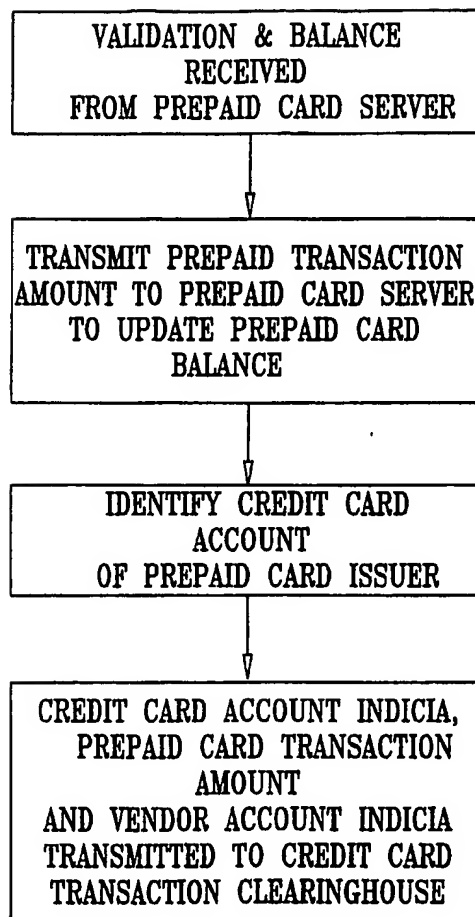 VALIDATION & BALANCE
RECEIVED
FROM PREPAID CARD SERVER
TRANSMIT PREPAID TRANSACTION
AMOUNT TO PREPAID CARD SERVER
TO UPDATE PREPAID CARD
BALANCE
IDENTIFY CREDIT CARD
ACCOUNT
OF PREPAID CARD ISSUER
CREDIT CARD ACCOUNT INDICIA,
PREPAID CARD TRANSACTION
AMOUNT
AND VENDOR ACCOUNT INDICIA
TRANSMITTED TO CREDIT CARD
TRANSACTION CLEARINGHOUSE